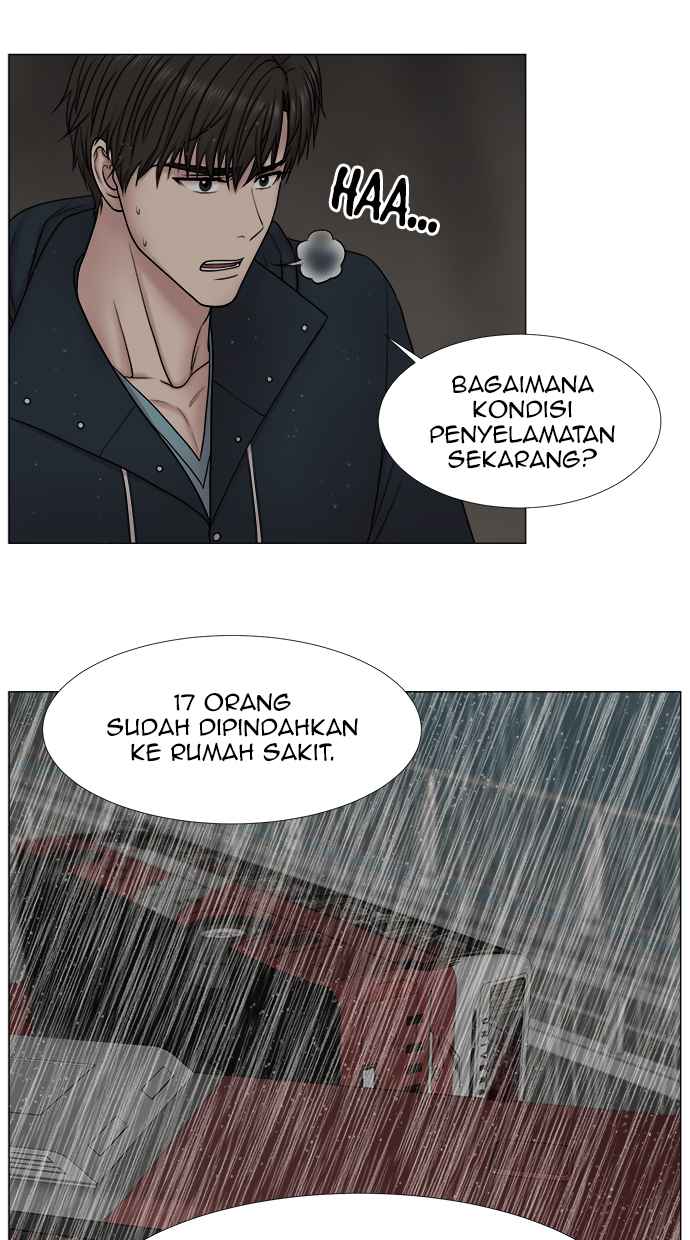 HAA...
BAGAIMANA
KONDISI
PENYELAMATAN
SEKARANG?
17 ORANG
SUDAH DIPINDAHKAN
KE RUMAH SAKIT.